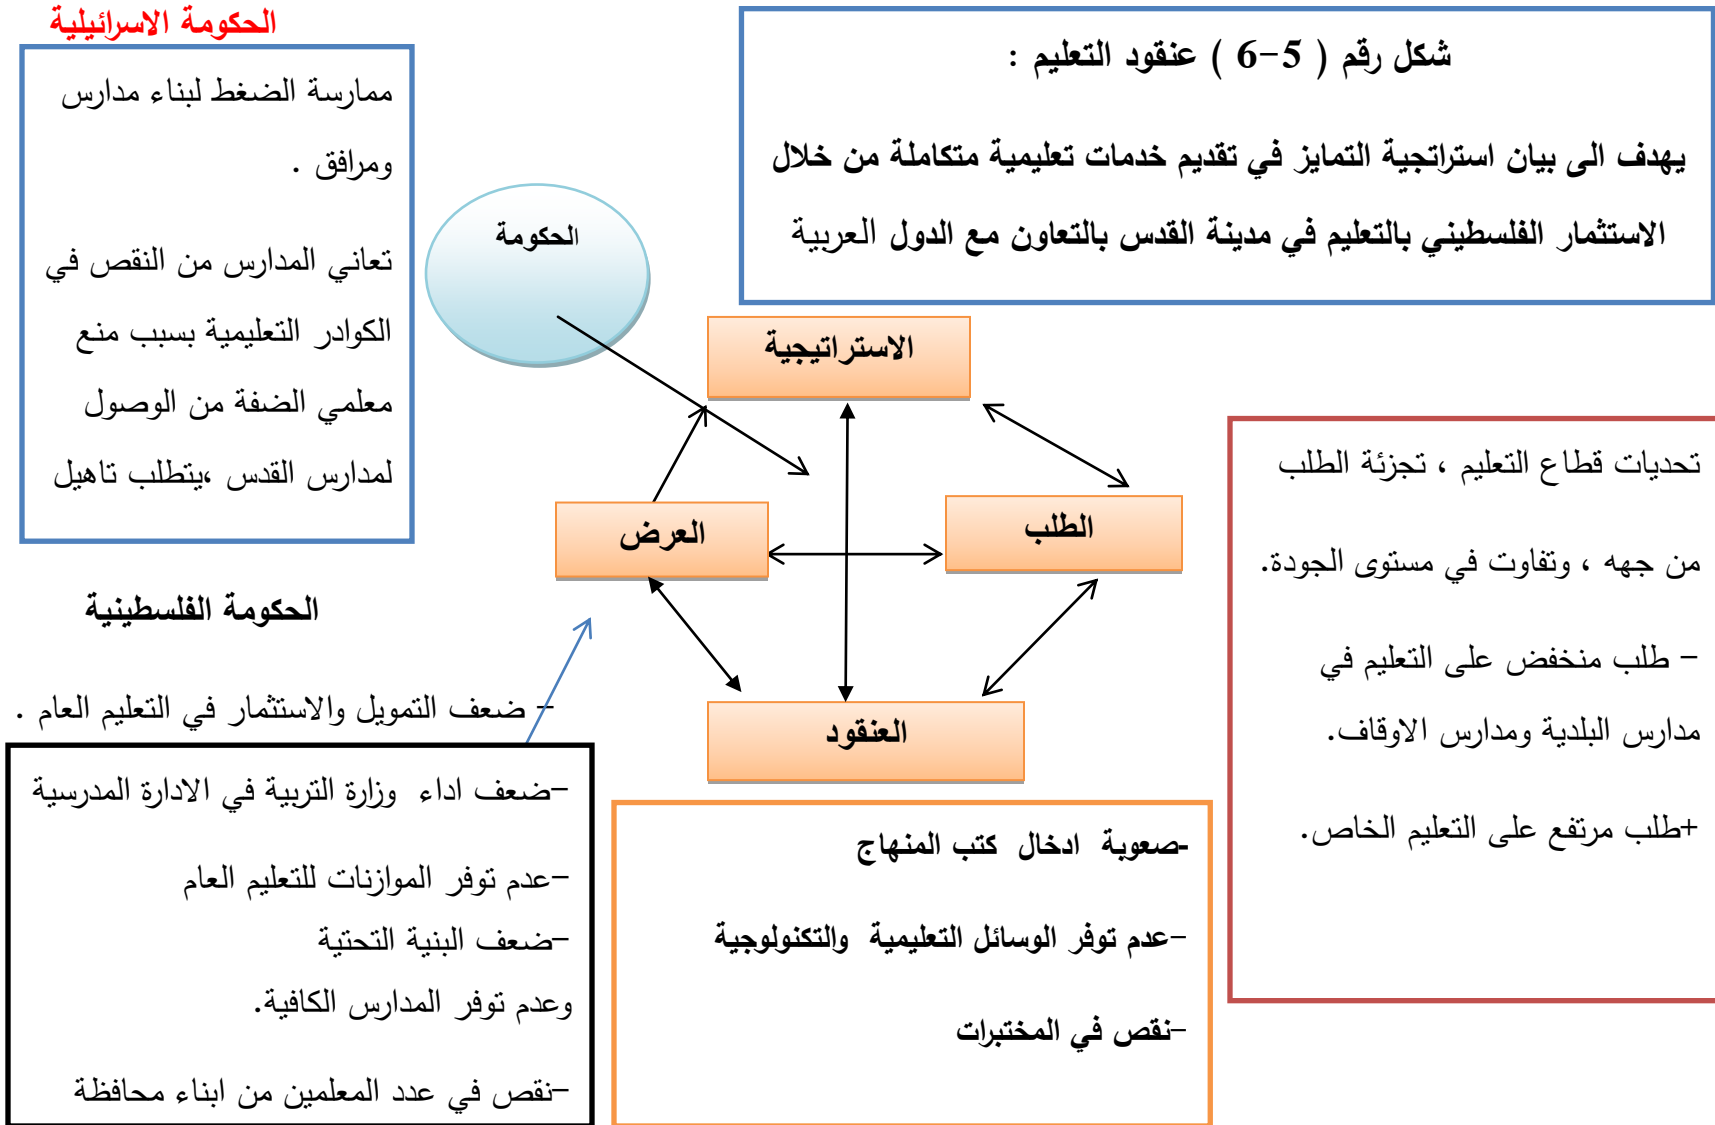 شكل رقم ( 5-6 ) عنقود التعليم :
يهدف الى بيان استراتجية التمايز في تقديم خدمات تعليمية متكاملة من خلال
الاستثمار الفلسطيني بالتعليم في مدينة القدس بالتعاون مع الدول العربية
الحكومة الاسرائيلية
ممارسة الضغط لبناء مدارس
ومرافق .
تعاني المدارس من النقص في
الكوادر التعليمية بسبب منع
معلمي الضفة من الوصول
لمدارس القدس ،يتطلب تاهيل
الحكومة
الاستراتيجية
الطلب
العرض
العنقود
تحديات قطاع التعليم ، تجزئة الطلب
من جهه ، وتفاوت في مستوى الجودة.
- طلب منخفض على التعليم في
مدارس البلدية ومدارس الاوقاف.
+طلب مرتفع على التعليم الخاص.
الحكومة الفلسطينية
- ضعف التمويل والاستثمار في التعليم العام .
-ضعف اداء وزارة التربية في الادارة المدرسية
-عدم توفر الموازنات للتعليم العام
-ضعف البنية التحتية
وعدم توفر المدارس الكافية.
-نقص في عدد المعلمين من ابناء محافظة
-صعوبة ادخال كتب المنهاج
-عدم توفر الوسائل التعليمية والتكنولوجية
-نقص في المختبرات